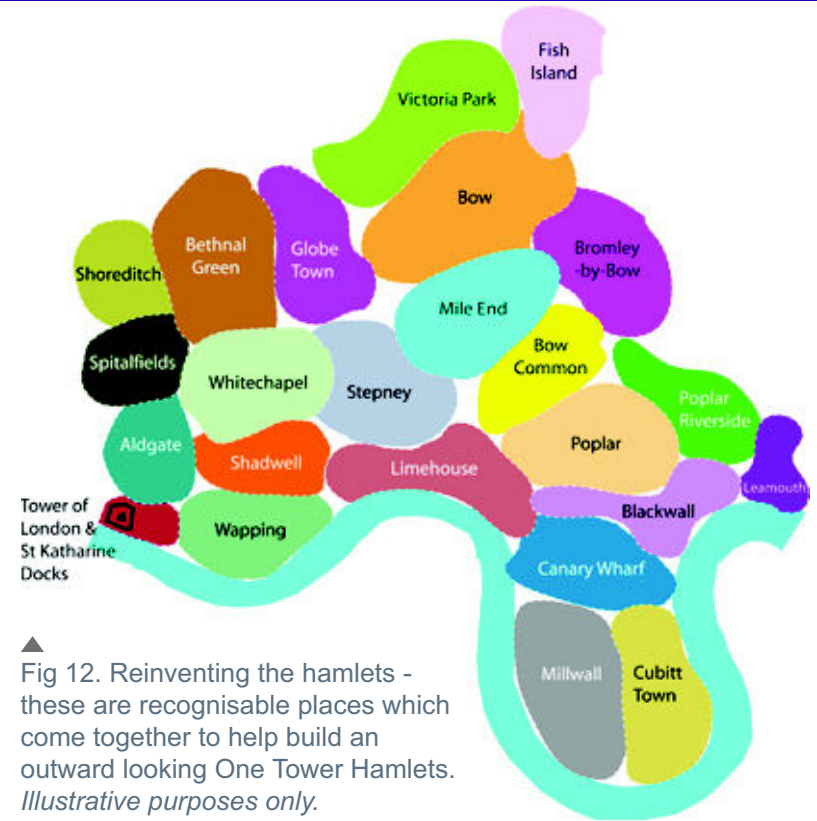 Fish
Island
Victoria Park
Bow
Bethnal
Green
Globe
Town
Bromley
-by-Bow
Shoreditch
Mile End
Spitalfields
Whitechapel
Stepney
Bow
Common
Poplar
Riverside
Aldgate
Shadwell
Limehouse
Poplar
Leamouth
Tower of
London &
St Katharine
Docks
Wapping
Blackwall
Canary Wharf
Millwall
Cubitt
Town
Fig 12. Reinventing the hamlets -
these are recognisable places which
come together to help build an
outward looking One Tower Hamlets.
Illustrative purposes only.